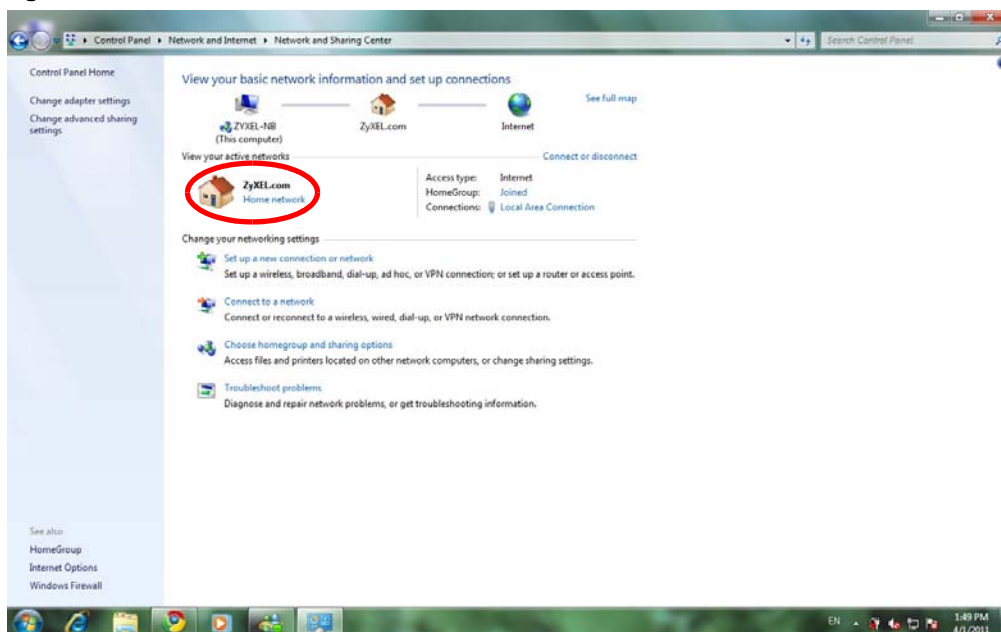 Control Panel ▸ Network and Internet ▸ Network and Sharing Center
Search Control Panel
Control Panel Home
Change adapter settings
Change advanced sharing
settings
View your basic network information and set up connections
See full map
ZYXEL-NB
(This computer)
ZyXEL.com
Internet
View your active networks
Connect or disconnect
ZyXEL.com
Home network
Access type: Internet
HomeGroup: Joined
Connections: Local Area Connection
Change your networking settings
Set up a new connection or network
Set up a wireless, broadband, dial-up, ad hoc, or VPN connection; or set up a router or access point.
Connect to a network
Connect or reconnect to a wireless, wired, dial-up, or VPN network connection.
Choose homegroup and sharing options
Access files and printers located on other network computers, or change sharing settings.
Troubleshoot problems
Diagnose and repair network problems, or get troubleshooting information.
See also
HomeGroup
Internet Options
Windows Firewall
EN
1:49 PM
4/1/2011